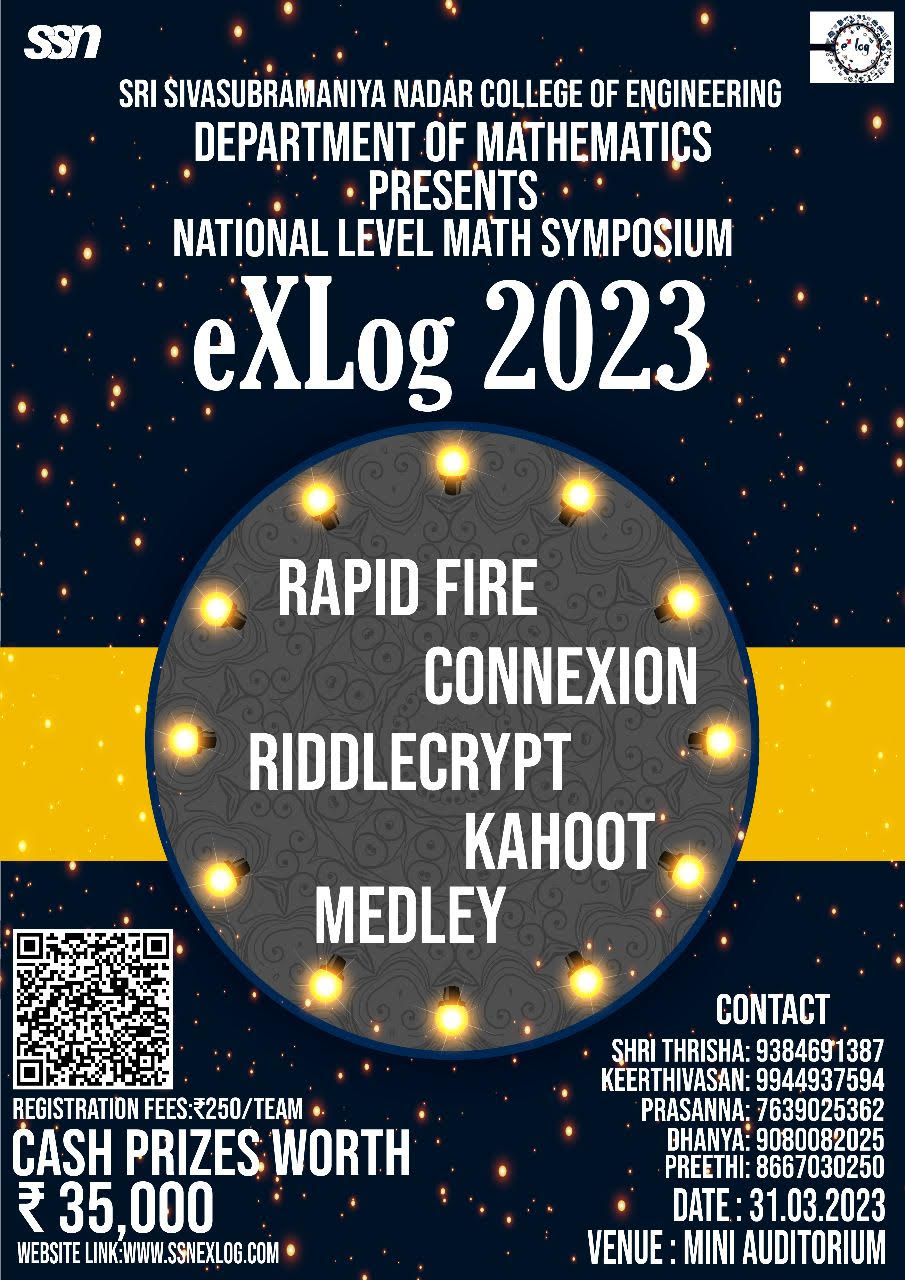 ssn
e^x log
SRI SIVASUBRAMANIYA NADAR COLLEGE OF ENGINEERING
DEPARTMENT OF MATHEMATICS
PRESENTS
NATIONAL LEVEL MATH SYMPOSIUM
eXLog 2023
RAPID FIRE
CONNEXION
RIDDLECRYPT
KAHOOT
MEDLEY
REGISTRATION FEES:₹250/TEAM
CASH PRIZES WORTH
₹ 35,000
WEBSITE LINK:WWW.SSNEXLOG.COM
CONTACT
SHRI THRISHA: 9384691387
KEERTHIVASAN: 9944937594
PRASANNA: 7639025362
DHANYA: 9080082025
PREETHI: 8667030250
DATE : 31.03.2023
VENUE : MINI AUDITORIUM